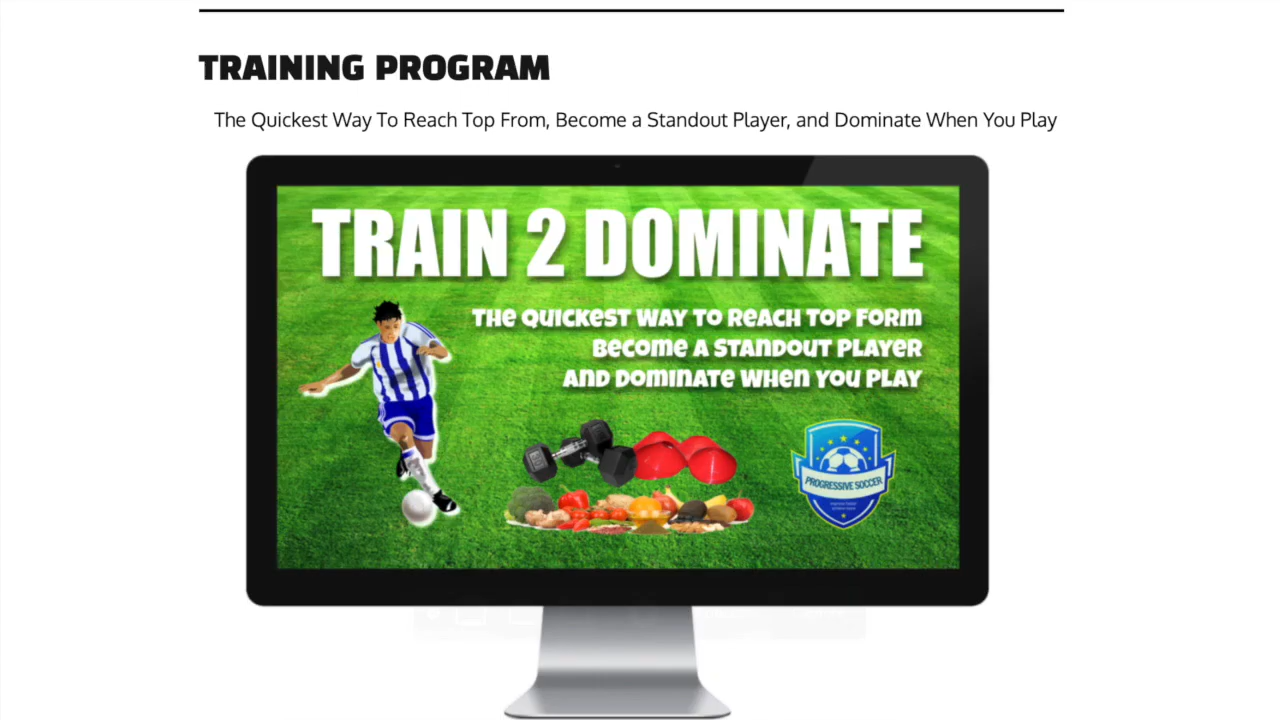 TRAINING PROGRAM
The Quickest Way To Reach Top From, Become a Standout Player, and Dominate When You Play
TRAIN 2 DOMINATE
THE QUICKEST WAY TO REACH TOP FORM
BECOME A STANDOUT PLAYER
AND DOMINATE WHEN YOU PLAY
PROGRESSIVE SOCCER